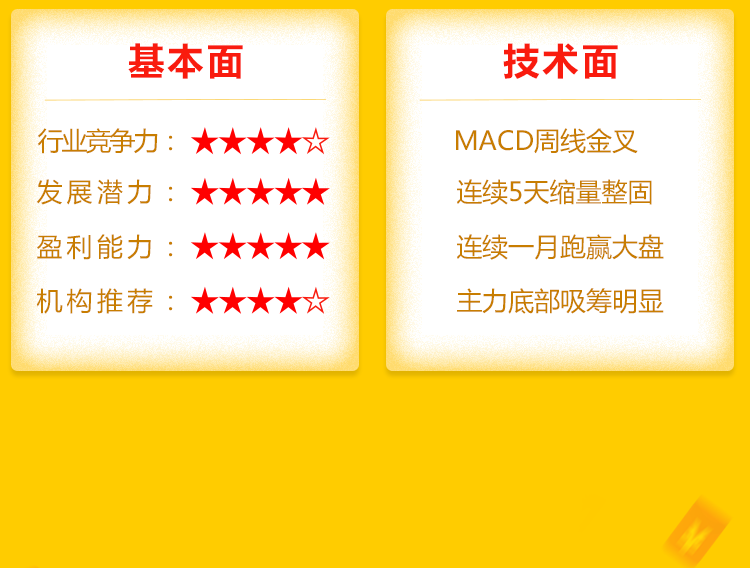 基本面
行业竞争力：★★★★☆
发展潜力：★★★★★
盈利能力：★★★★★
机构推荐：★★★★☆
技术面
MACD周线金叉
连续5天缩量整固
连续一月跑赢大盘
主力底部吸筹明显